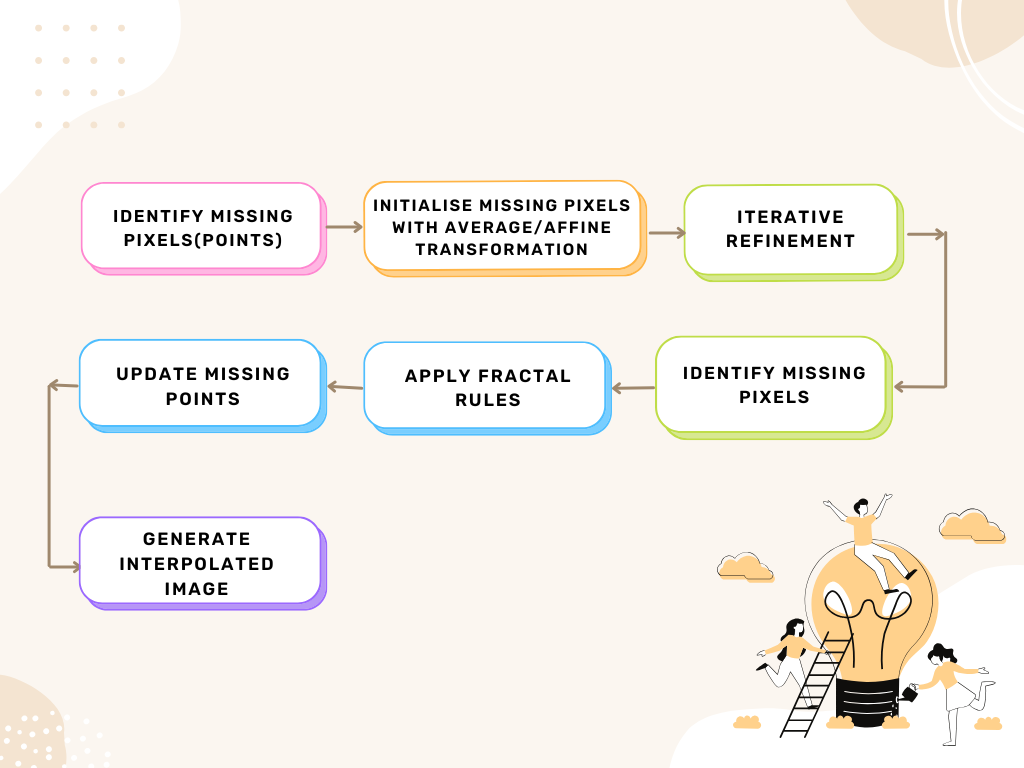 IDENTIFY MISSING
PIXELS(POINTS)
INITIALISE MISSING PIXELS
WITH AVERAGE/AFFINE
TRANSFORMATION
ITERATIVE
REFINEMENT
IDENTIFY MISSING
PIXELS
APPLY FRACTAL
RULES
UPDATE MISSING
POINTS
GENERATE
INTERPOLATED
IMAGE